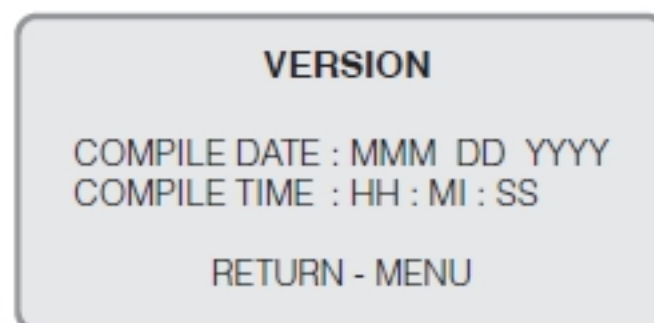 VERSION
COMPILE DATE : MMM DD YYYY
COMPILE TIME : HH : MI : SS
RETURN - MENU